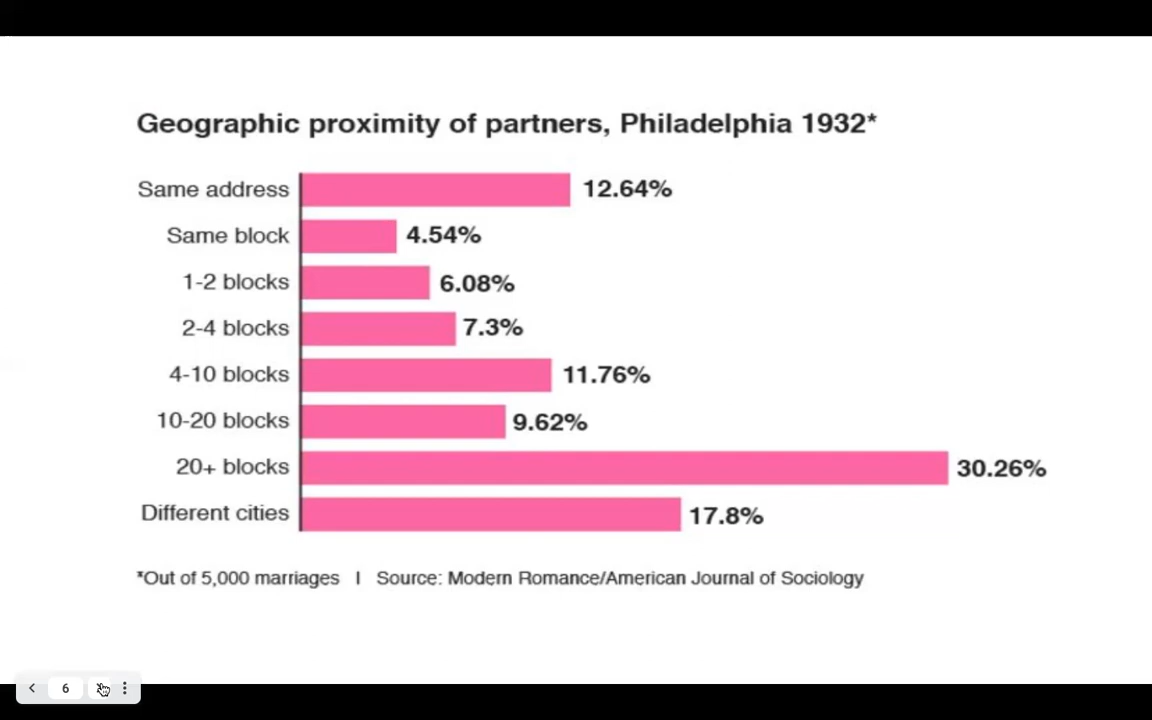 Geographic proximity of partners, Philadelphia 1932*
Same address 12.64%
Same block 4.54%
1-2 blocks 6.08%
2-4 blocks 7.3%
4-10 blocks 11.76%
10-20 blocks 9.62%
20+ blocks 30.26%
Different cities 17.8%
*Out of 5,000 marriages | Source: Modern Romance/American Journal of Sociology
6